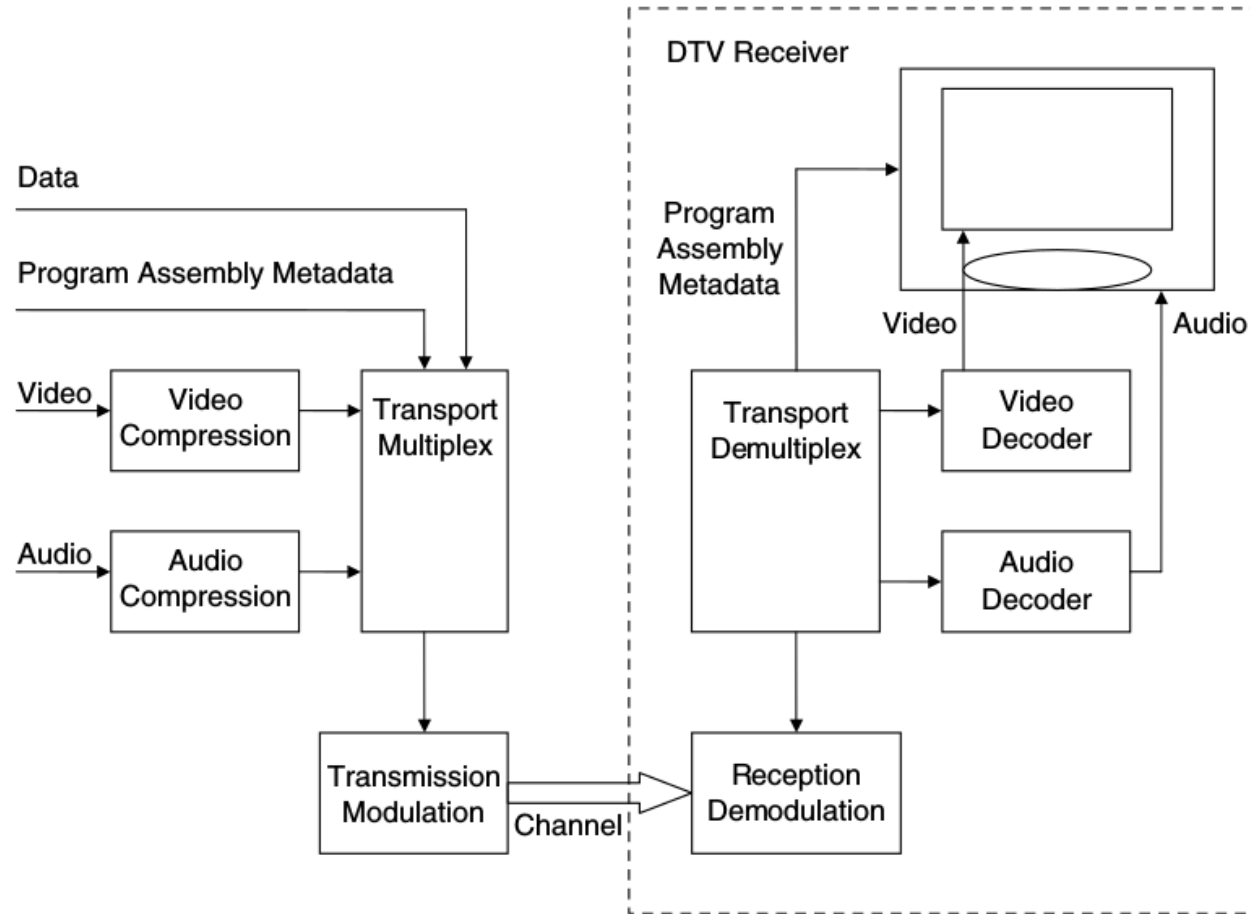 DTV Receiver
Data
Program Assembly Metadata
Video
Video
Compression
Transport
Multiplex
Audio
Audio
Compression
Transmission
Modulation
Channel
Program
Assembly
Metadata
Video
Audio
Transport
Demultiplex
Video
Decoder
Audio
Decoder
Reception
Demodulation